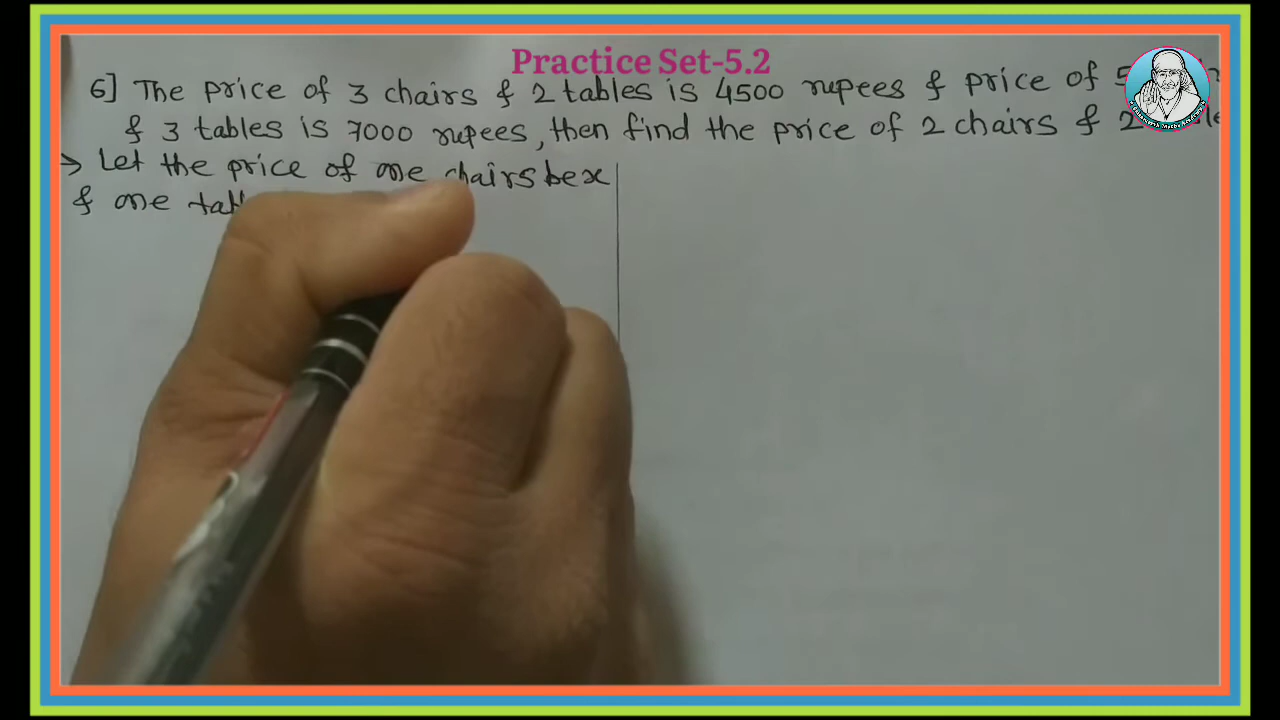 Practice Set-5.2
6] The price of 3 chairs & 2 tables is 4500 rupees & price of 5
& 3 tables is 7000 rupees, then find the price of 2 chairs & 2
→ Let the price of one chairs be x
& one